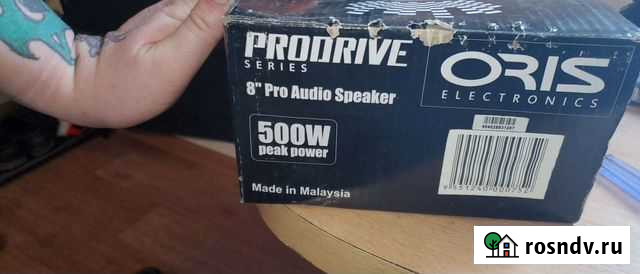 PRODRIVE
SERIES
8" Pro Audio Speaker
500W
peak power
Made in Malaysia
ORIS
ELECTRONICS
rosndv.ru